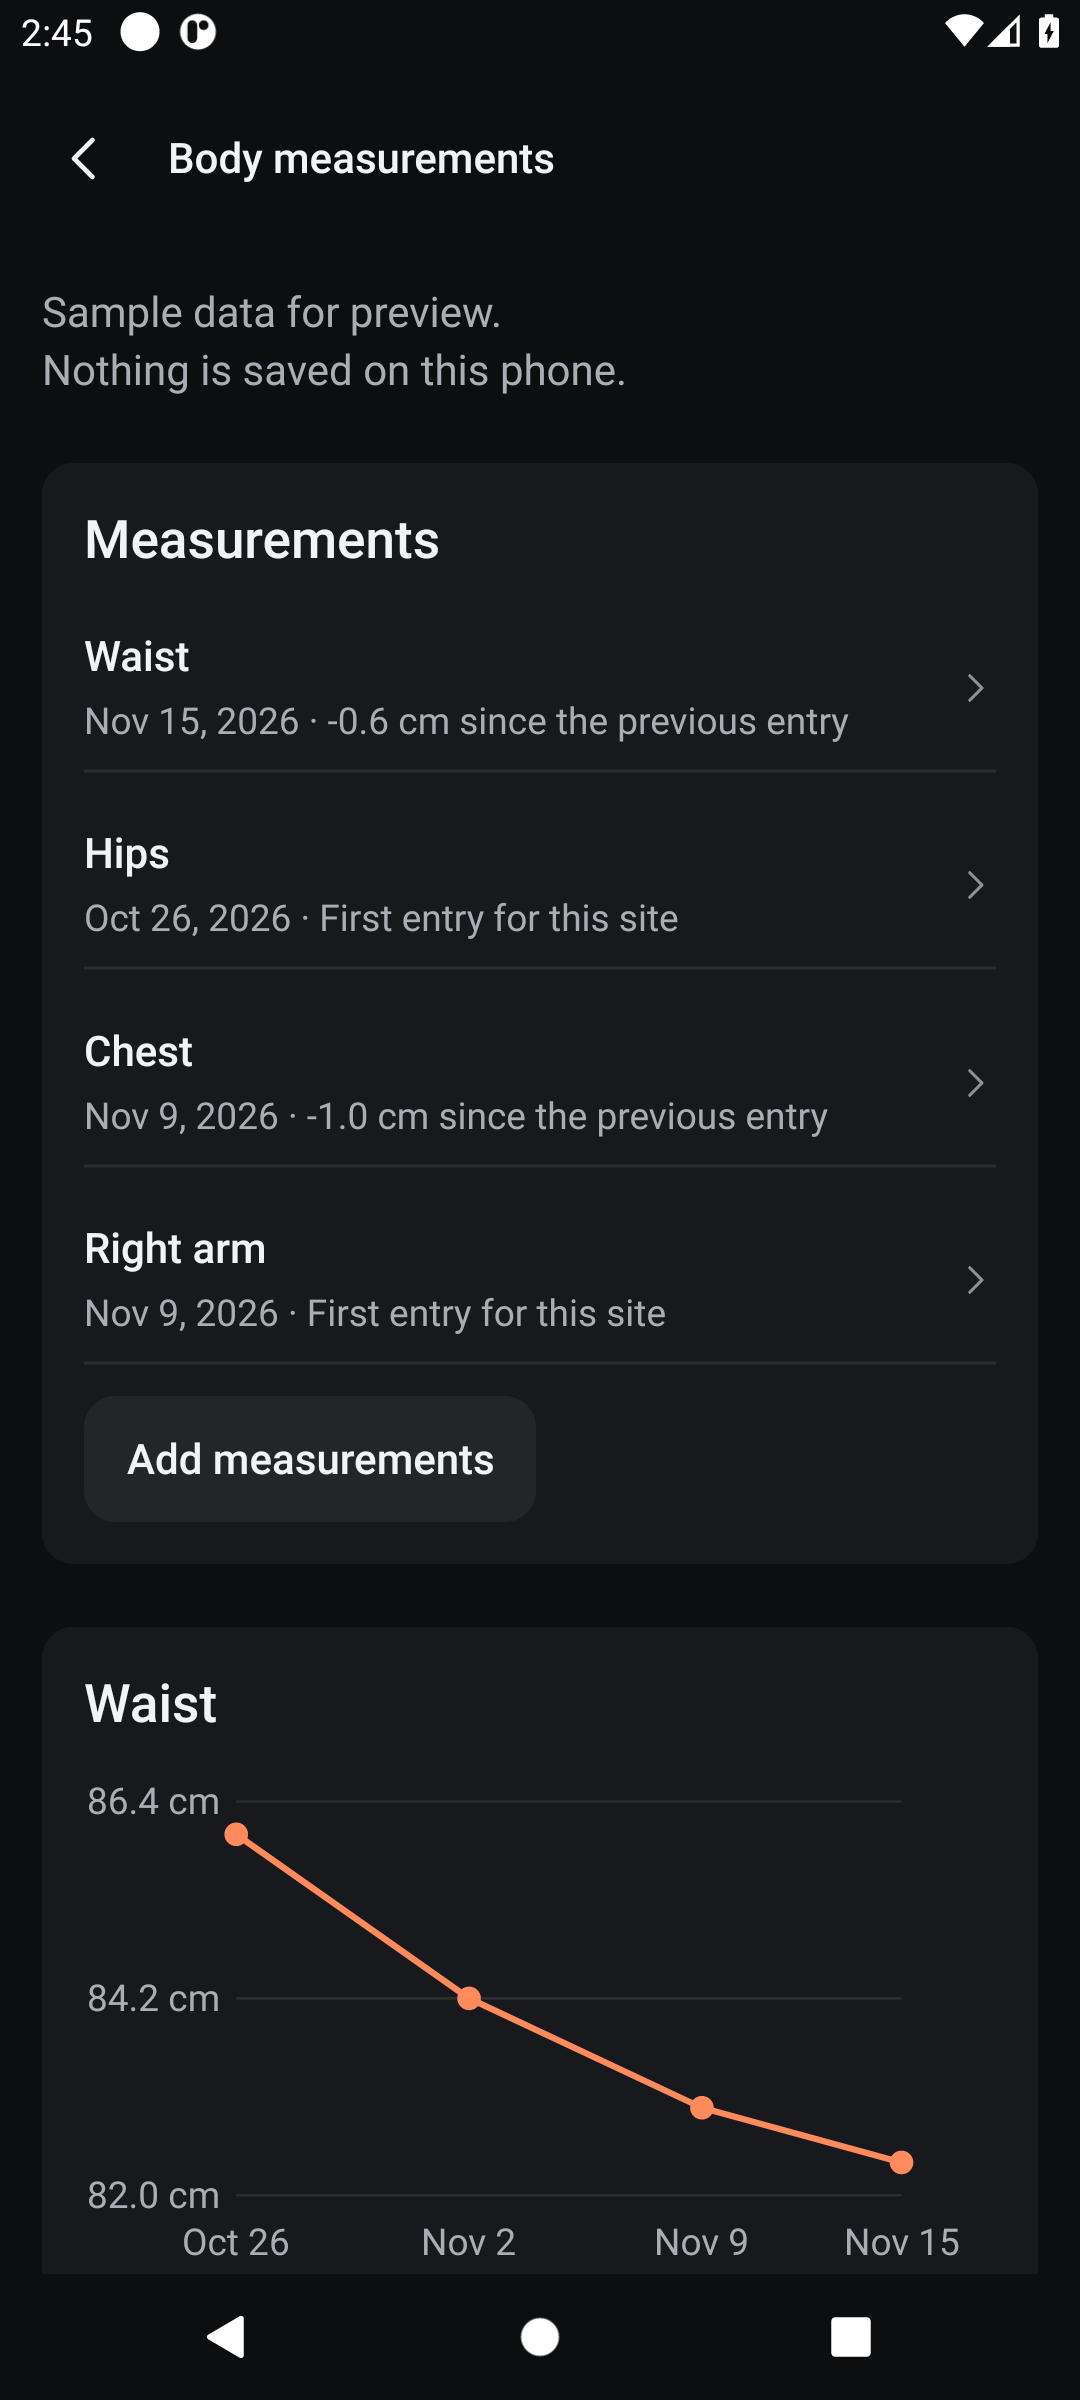 2:45
Body measurements
Sample data for preview.
Nothing is saved on this phone.
Measurements
Waist
Nov 15, 2026 · -0.6 cm since the previous entry
Hips
Oct 26, 2026 · First entry for this site
Chest
Nov 9, 2026 · -1.0 cm since the previous entry
Right arm
Nov 9, 2026 · First entry for this site
Add measurements
Waist
86.4 cm
84.2 cm
82.0 cm
Oct 26 Nov 2 Nov 9 Nov 15